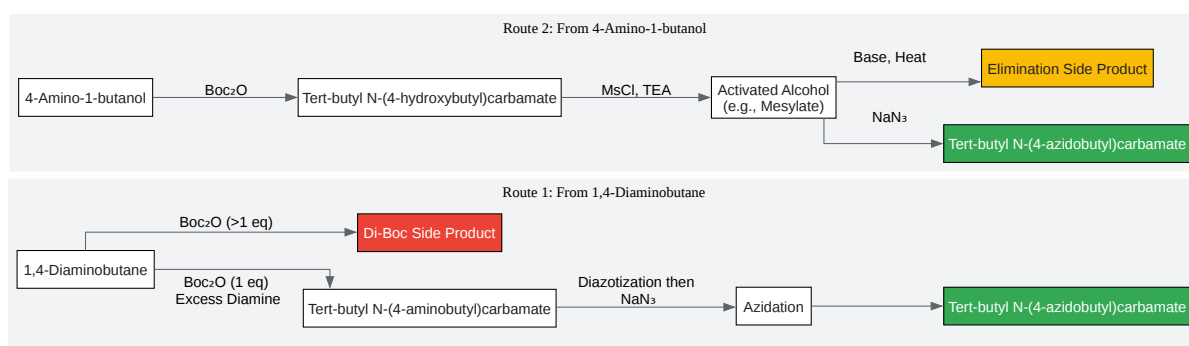 Route 2: From 4-Amino-1-butanol
4-Amino-1-butanol
Boc₂O
Tert-butyl N-(4-hydroxybutyl)carbamate
MsCl, TEA
Activated Alcohol
(e.g., Mesylate)
Base, Heat
Elimination Side Product
NaN₃
Tert-butyl N-(4-azidobutyl)carbamate
Route 1: From 1,4-Diaminobutane
1,4-Diaminobutane
Boc₂O (>1 eq)
Di-Boc Side Product
Boc₂O (1 eq)
Excess Diamine
Tert-butyl N-(4-aminobutyl)carbamate
Diazotization then
NaN₃
Azidation
Tert-butyl N-(4-azidobutyl)carbamate